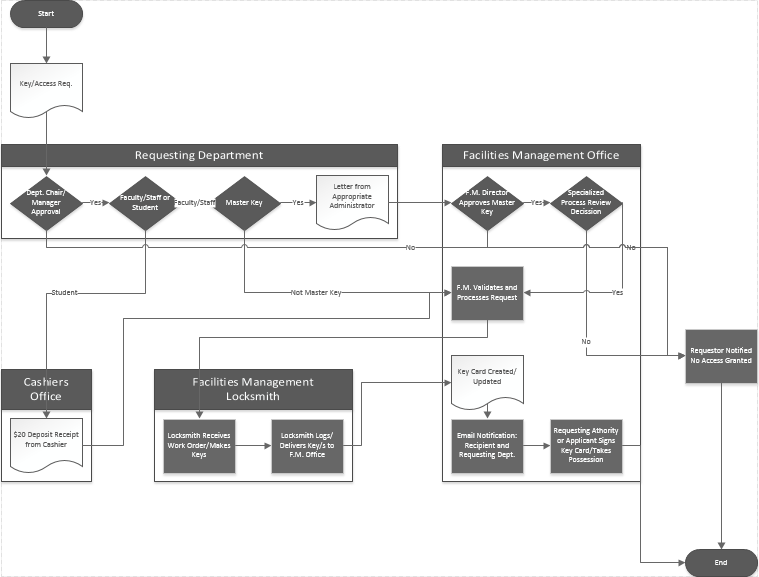 Start
Key/Access Req.
Requesting Department
Facilities Management Office
Dept. Chair/
Manager
Approval
Yes
Faculty/Staff or
Student
Faculty/Staff
Master Key
Yes
Letter from
Appropriate
Administrator
F.M. Director
Approves Master
Key
Yes
Specialized
Process Review
Decission
No
No
Student
Not Master Key
F.M. Validates and
Processes Request
Yes
No
Requestor Notified
No Access Granted
Cashiers
Office
Facilities Management
Locksmith
Key Card Created/
Updated
$20 Deposit Receipt
from Cashier
Locksmith Receives
Work Order/Makes
Keys
Locksmith Logs/
Delivers Key/s to
F.M. Office
Email Notification:
Recipient and
Requesting Dept.
Requesting Athority
or Applicant Signs
Key Card/Takes
Possession
End